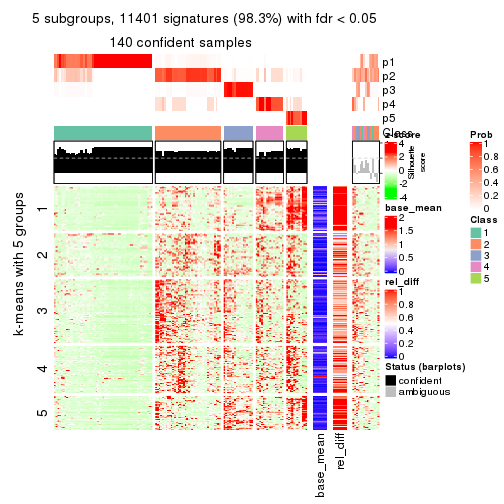 5 subgroups, 11401 signatures (98.3%) with fdr < 0.05
140 confident samples
p1
p2
p3
p4
p5
Class
z-score
4
2
0
-2
-4
Silhouette score
base_mean
2
1.5
1
0.5
0
rel_diff
1
0.8
0.6
0.4
0.2
0
Status (barplots)
confident
ambiguous
Prob
1
0.8
0.6
0.4
0.2
0
Class
1
2
3
4
5
k-means with 5 groups
1
2
3
4
5
base_mean
rel_diff